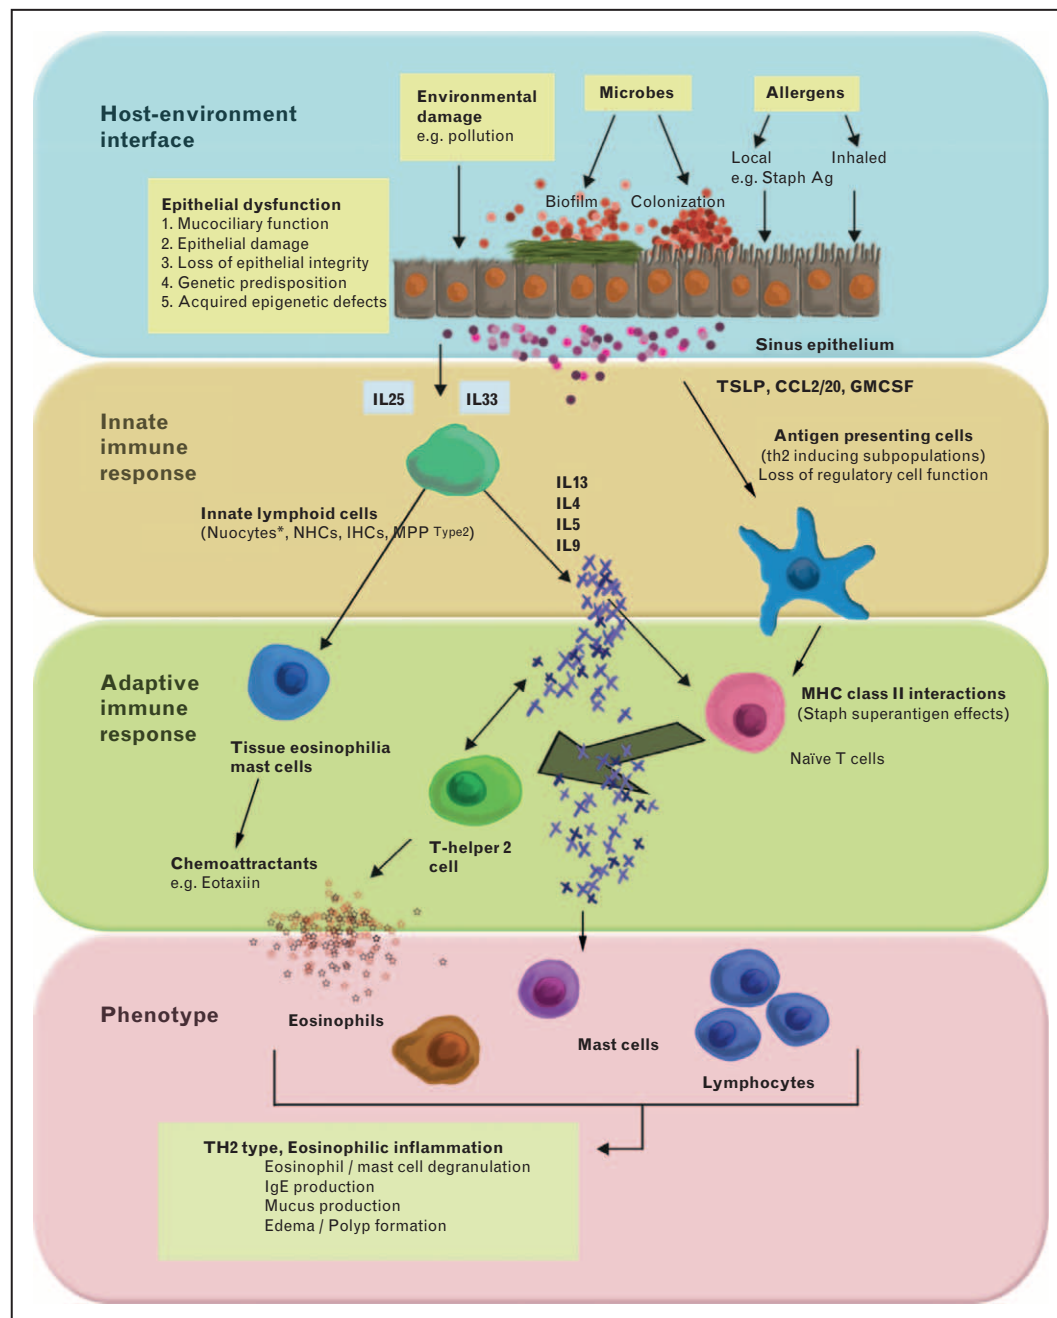 Host-environment
interface
Environmental
damage
e.g. pollution
Microbes
Allergens
Local
e.g. Staph Ag
Inhaled
Biofilm
Colonization
Epithelial dysfunction
1. Mucociliary function
2. Epithelial damage
3. Loss of epithelial integrity
4. Genetic predisposition
5. Acquired epigenetic defects
Sinus epithelium
Innate
immune
response
IL25
IL33
TSLP, CCL2/20, GMCSF
Antigen presenting cells
(th2 inducing subpopulations)
Loss of regulatory cell function
IL13
IL4
IL5
IL9
Innate lymphoid cells
(Nuocytes*, NHCs, IHCs, MPP Type2)
Adaptive
immune
response
MHC class II interactions
(Staph superantigen effects)
Naïve T cells
Tissue eosinophilia
mast cells
T-helper 2
cell
Chemoattractants
e.g. Eotaxiin
Phenotype
Eosinophils
Mast cells
Lymphocytes
TH2 type, Eosinophilic inflammation
Eosinophil / mast cell degranulation
IgE production
Mucus production
Edema / Polyp formation